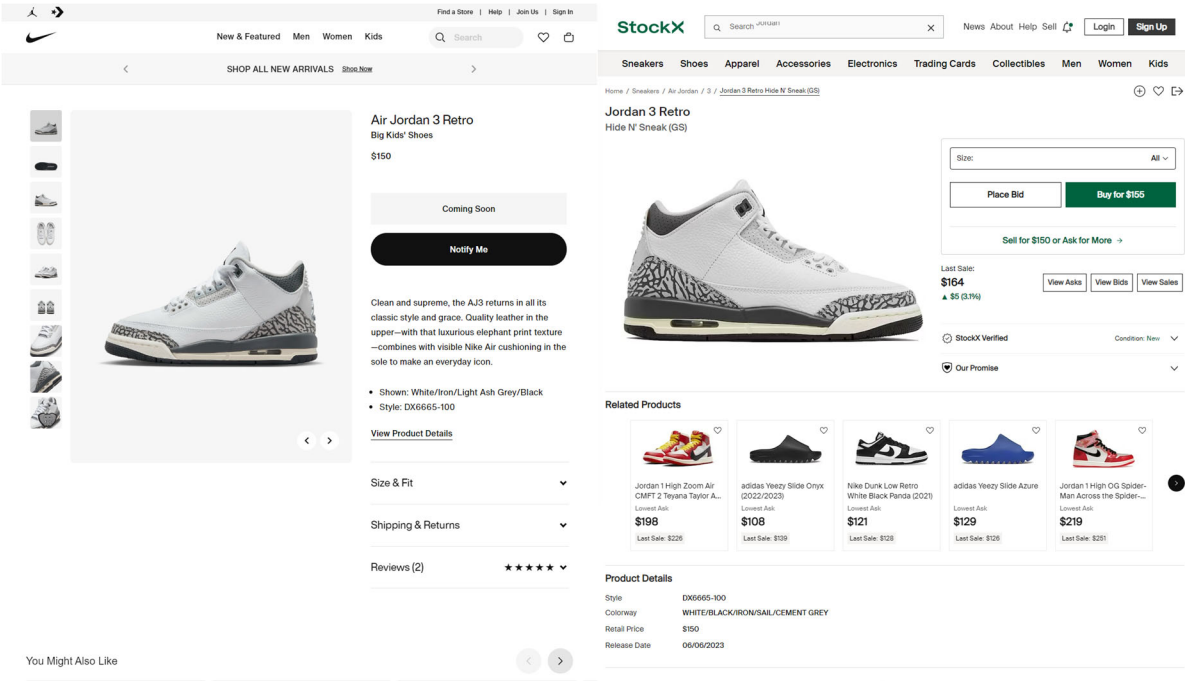 Find a Store | Help | Join Us | Sign In
New & Featured Men Women Kids
Search
SHOP ALL NEW ARRIVALS Shop Now
Air Jordan 3 Retro
Big Kids' Shoes
$150
Coming Soon
Notify Me
Clean and supreme, the AJ3 returns in all its
classic style and grace. Quality leather in the
upper—with that luxurious elephant print texture
—combines with visible Nike Air cushioning in the
sole to make an everyday icon.
• Shown: White/Iron/Light Ash Grey/Black
• Style: DX6665-100
View Product Details
Size & Fit
Shipping & Returns
Reviews (2) ★★★★★
You Might Also Like
StockX
Search Jordan
News About Help Sell
Login
Sign Up
Sneakers Shoes Apparel Accessories Electronics Trading Cards Collectibles Men Women Kids
Home / Sneakers / Air Jordan / 3 / Jordan 3 Retro Hide N' Sneak (GS)
Jordan 3 Retro
Hide N' Sneak (GS)
Size: All
Place Bid
Buy for $155
Sell for $150 or Ask for More →
Last Sale:
$164
▲ $5 (3.1%)
View Asks
View Bids
View Sales
StockX Verified Condition: New
Our Promise
Related Products
Jordan 1 High Zoom Air
CMFT 2 Teyana Taylor A...
Lowest Ask
$198
Last Sale: $226
adidas Yeezy Slide Onyx
(2022/2023)
Lowest Ask
$108
Last Sale: $139
Nike Dunk Low Retro
White Black Panda (2021)
Lowest Ask
$121
Last Sale: $128
adidas Yeezy Slide Azure
Lowest Ask
$129
Last Sale: $126
Jordan 1 High OG Spider-
Man Across the Spider-...
Lowest Ask
$219
Last Sale: $251
Product Details
Style DX6665-100
Colorway WHITE/BLACK/IRON/SAIL/CEMENT GREY
Retail Price $150
Release Date 06/06/2023